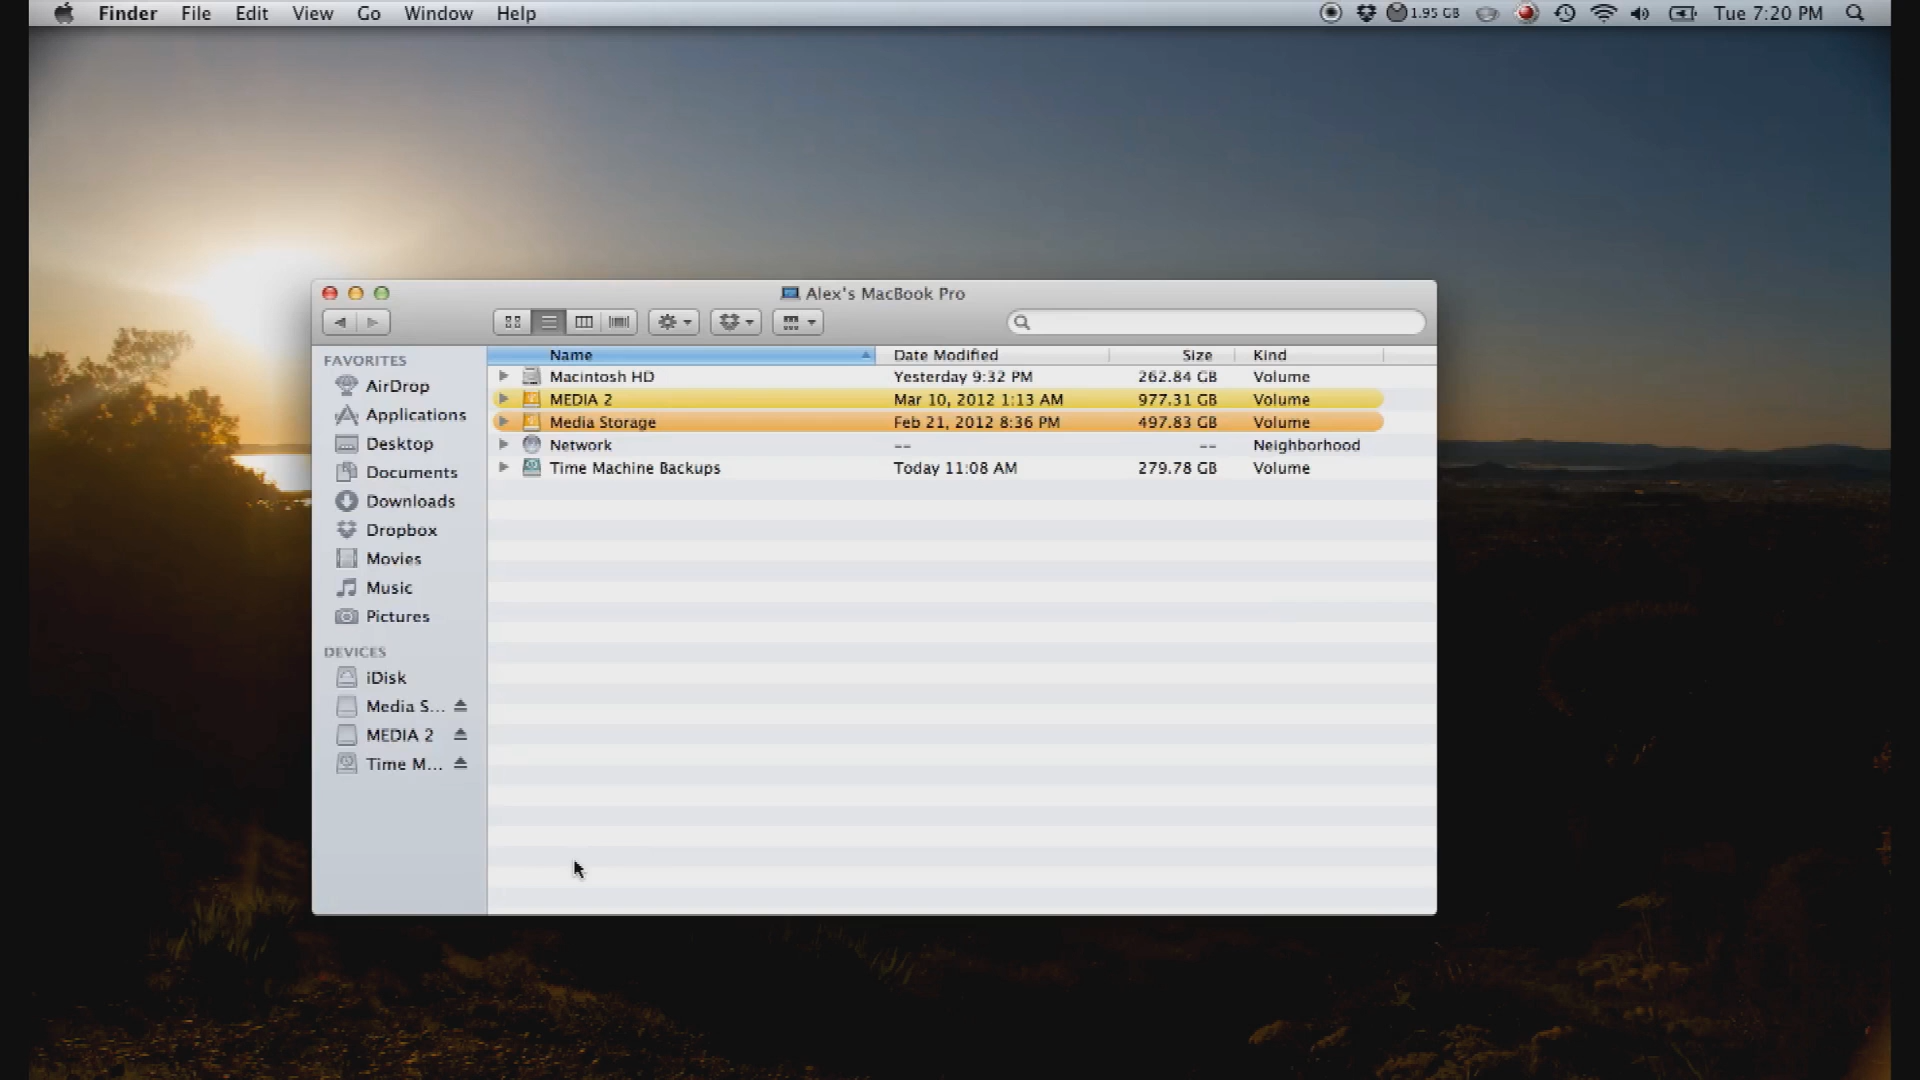 Finder File Edit View Go Window Help 1.95 GB Tue 7:20 PM
Alex's MacBook Pro
FAVORITES
AirDrop
Applications
Desktop
Documents
Downloads
Dropbox
Movies
Music
Pictures
DEVICES
iDisk
Media S...
MEDIA 2
Time M...
Name Date Modified Size Kind
Macintosh HD Yesterday 9:32 PM 262.84 GB Volume
MEDIA 2 Mar 10, 2012 1:13 AM 977.31 GB Volume
Media Storage Feb 21, 2012 8:36 PM 497.83 GB Volume
Network -- -- Neighborhood
Time Machine Backups Today 11:08 AM 279.78 GB Volume